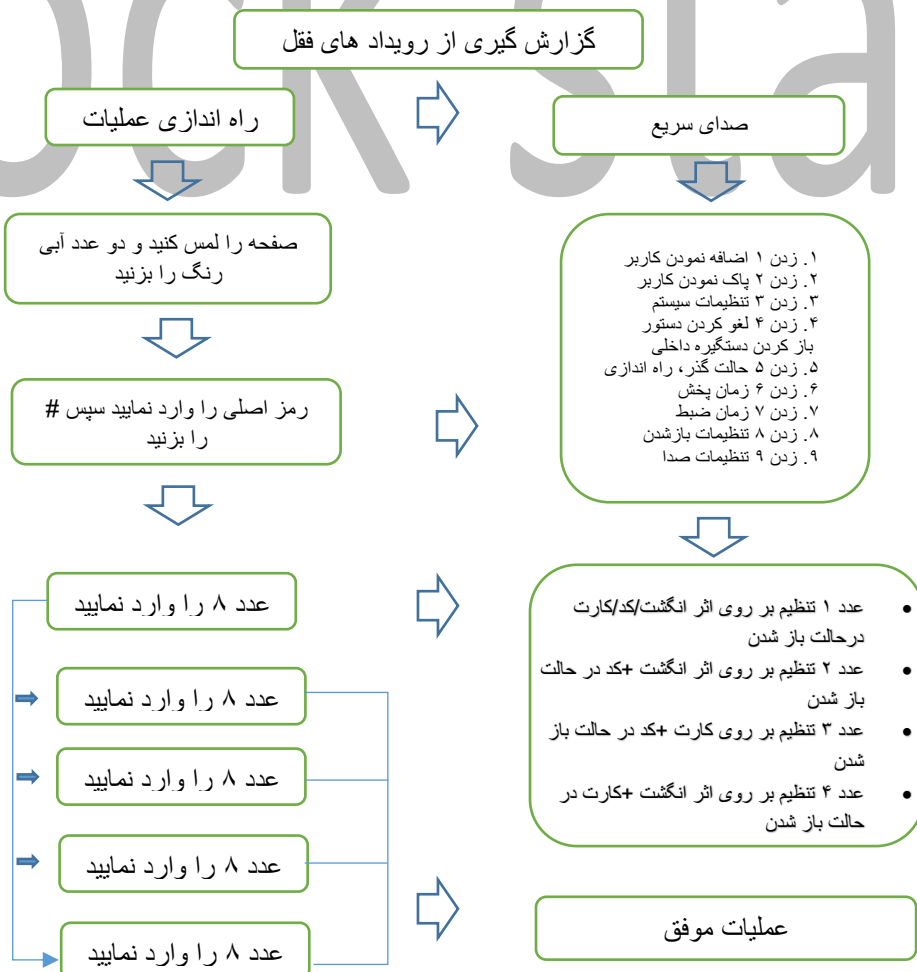 ock sta
گزارش گیری از رویداد های فقل
راه اندازی عملیات
صدای سریع
صفحه را لمس کنید و دو عدد آبی
رنگ را بزنید
۱. زدن ۱ اضافه نمودن کاربر
۲. زدن ۲ پاک نمودن کاربر
۳. زدن ۳ تنظیمات سیستم
۴. زدن ۴ لغو کردن دستور
باز کردن دستگیره داخلی
۵. زدن ۵ حالت گذر، راه اندازی
۶. زدن ۶ زمان پخش
۷. زدن ۷ زمان ضبط
۸. زدن ۸ تنظیمات بازشدن
۹. زدن ۹ تنظیمات صدا
رمز اصلی را وارد نمایید سپس #
را بزنید
عدد ۸ را وارد نمایید
• عدد ۱ تنظیم بر روی اثر انگشت/کد/کارت
درحالت باز شدن
• عدد ۲ تنظیم بر روی اثر انگشت +کد در حالت
باز شدن
• عدد ۳ تنظیم بر روی کارت +کد در حالت باز
شدن
• عدد ۴ تنظیم بر روی اثر انگشت +کارت در
حالت باز شدن
عدد ۸ را وارد نمایید
عدد ۸ را وارد نمایید
عدد ۸ را وارد نمایید
عدد ۸ را وارد نمایید
عملیات موفق